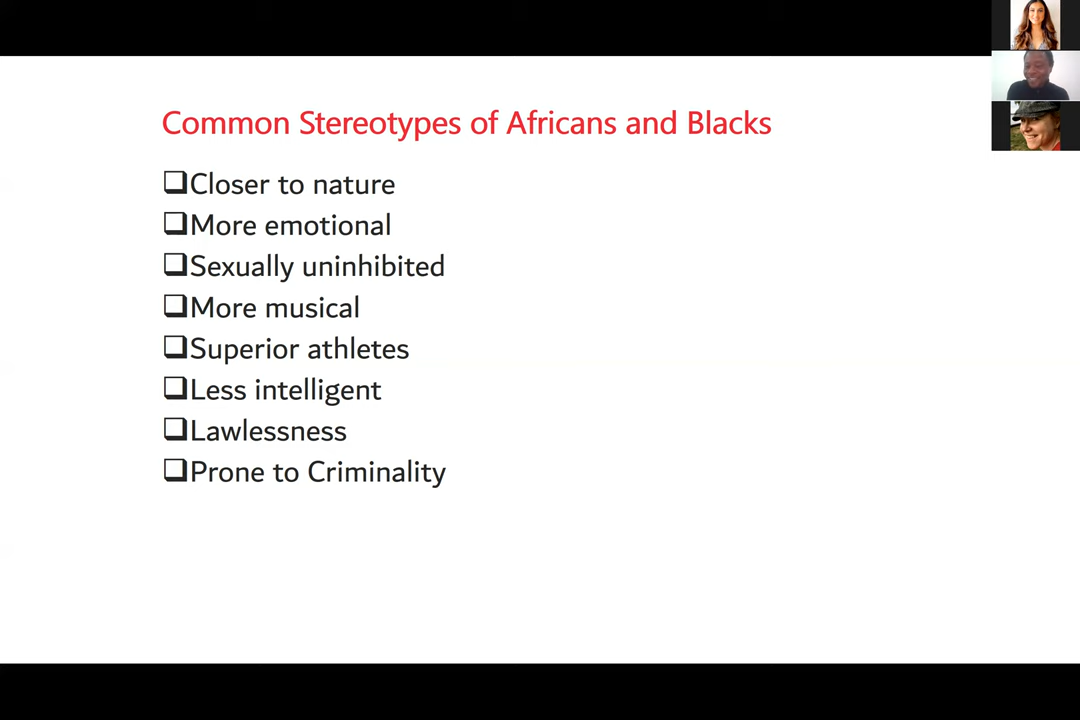 Common Stereotypes of Africans and Blacks
❑Closer to nature
❑More emotional
❑Sexually uninhibited
❑More musical
❑Superior athletes
❑Less intelligent
❑Lawlessness
❑Prone to Criminality